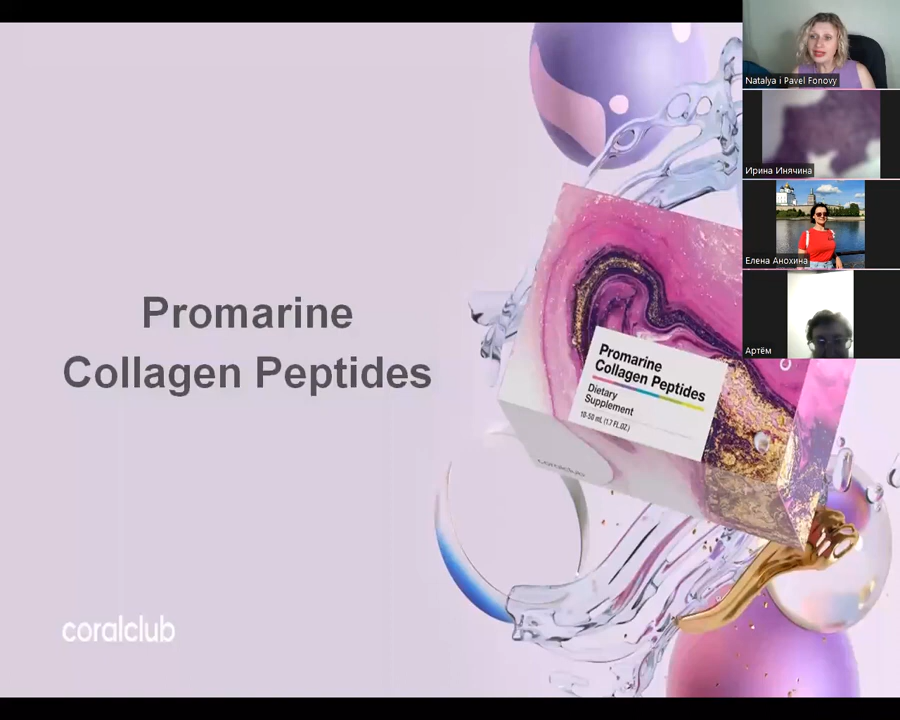 Promarine
Collagen Peptides
coralclub
Promarine
Collagen Peptides
Dietary
Supplement
10-50 mL (1.7 FL.OZ.)
coralclub
Natalya i Pavel Fonovy
Ирина Инячина
Елена Анохина
Артём